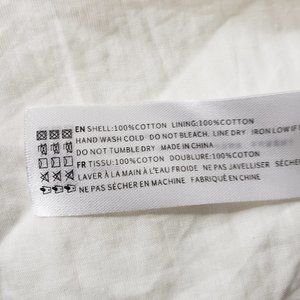 EN SHELL:100%COTTON LINING:100%COTTON
HAND WASH COLD DO NOT BLEACH. LINE DRY IRON LOW IF
DO NOT TUMBLE DRY MADE IN CHINA
FR TISSU:100%COTON DOUBLURE:100%COTON
LAVER À LA MAIN À L'EAU FROIDE NE PAS JAVELLISER SÉCHER
NE PAS SÉCHER EN MACHINE FABRIQUÉ EN CHINE